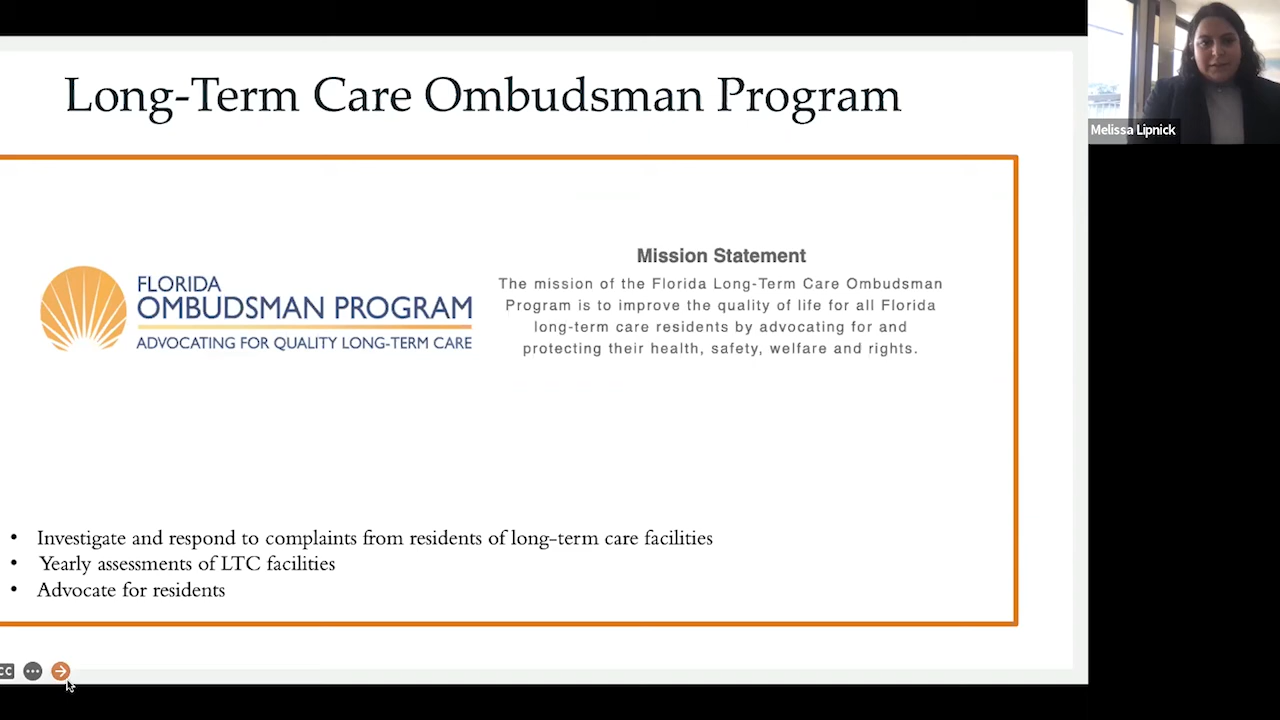 Long-Term Care Ombudsman Program
Melissa Lipnick
FLORIDA
OMBUDSMAN PROGRAM
ADVOCATING FOR QUALITY LONG-TERM CARE
Mission Statement
The mission of the Florida Long-Term Care Ombudsman
Program is to improve the quality of life for all Florida
long-term care residents by advocating for and
protecting their health, safety, welfare and rights.
• Investigate and respond to complaints from residents of long-term care facilities
• Yearly assessments of LTC facilities
• Advocate for residents
CC